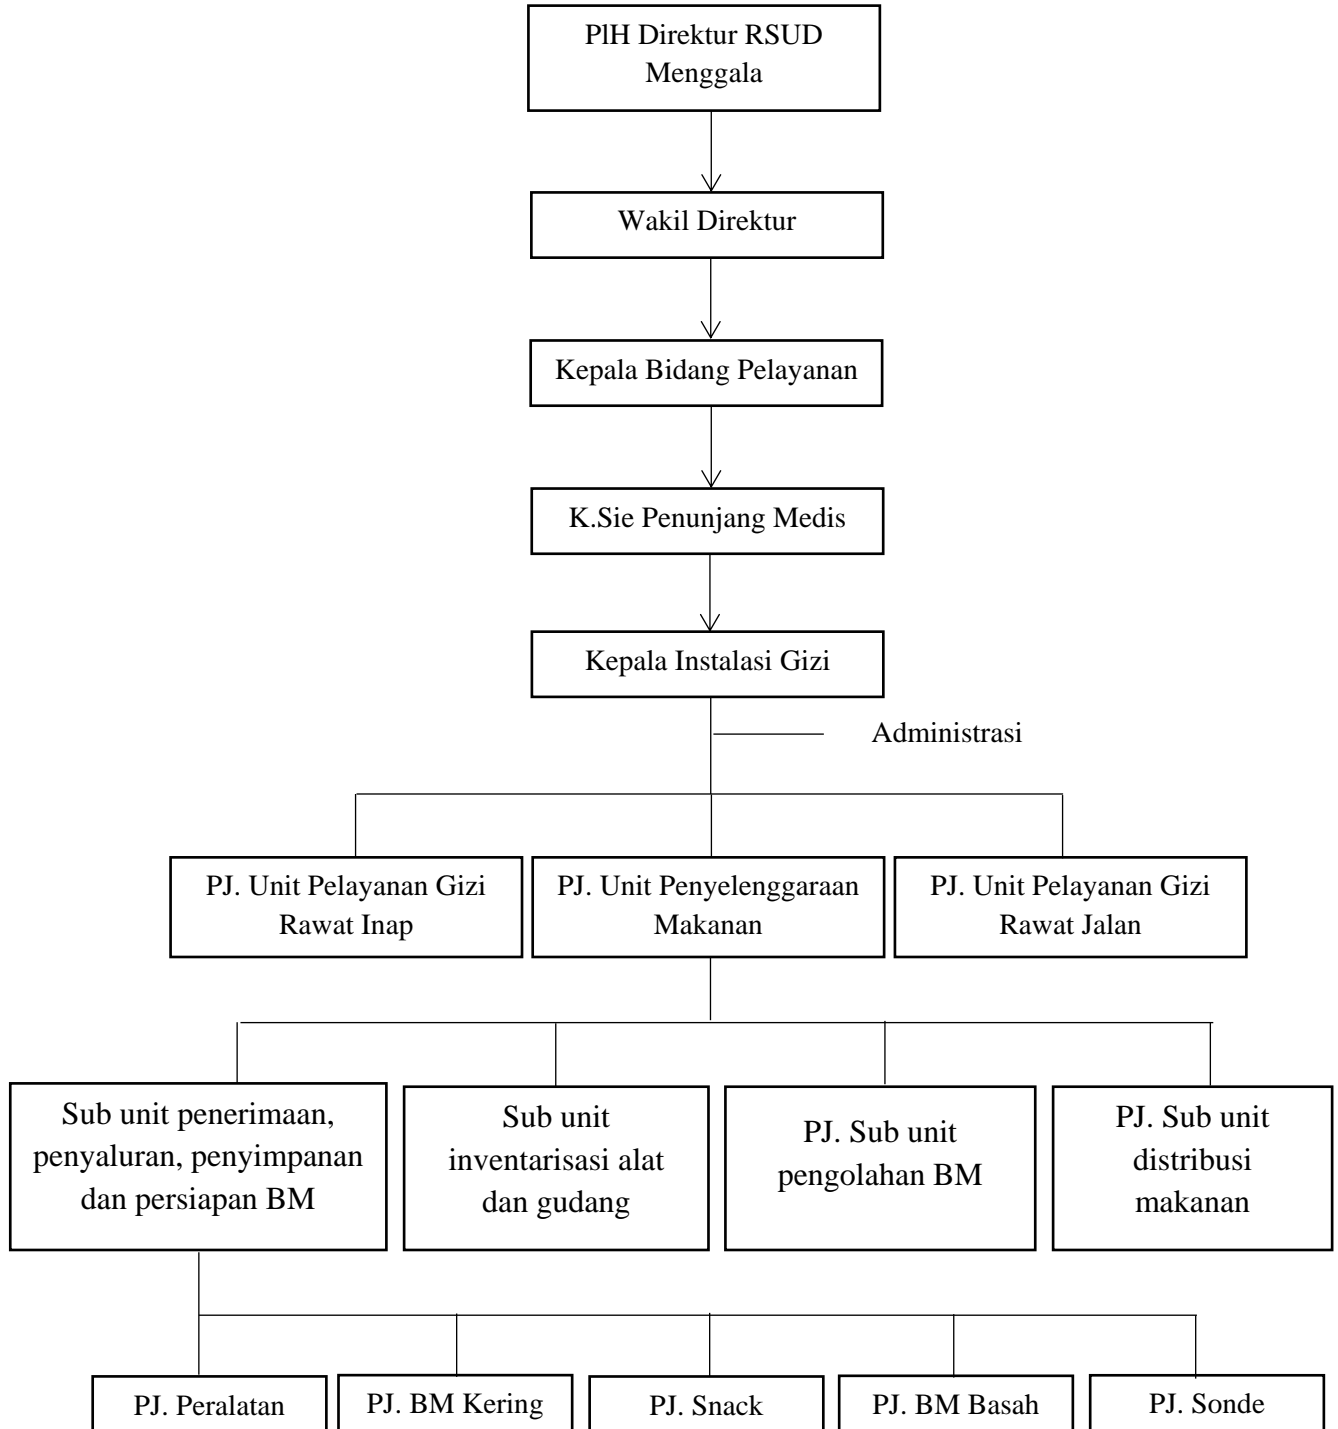 PlH Direktur RSUD
Menggala
Wakil Direktur
Kepala Bidang Pelayanan
K.Sie Penunjang Medis
Kepala Instalasi Gizi
Administrasi
PJ. Unit Pelayanan Gizi
Rawat Inap
PJ. Unit Penyelenggaraan
Makanan
PJ. Unit Pelayanan Gizi
Rawat Jalan
Sub unit penerimaan,
penyaluran, penyimpanan
dan persiapan BM
Sub unit
inventarisasi alat
dan gudang
PJ. Sub unit
pengolahan BM
PJ. Sub unit
distribusi
makanan
PJ. Peralatan
PJ. BM Kering
PJ. Snack
PJ. BM Basah
PJ. Sonde